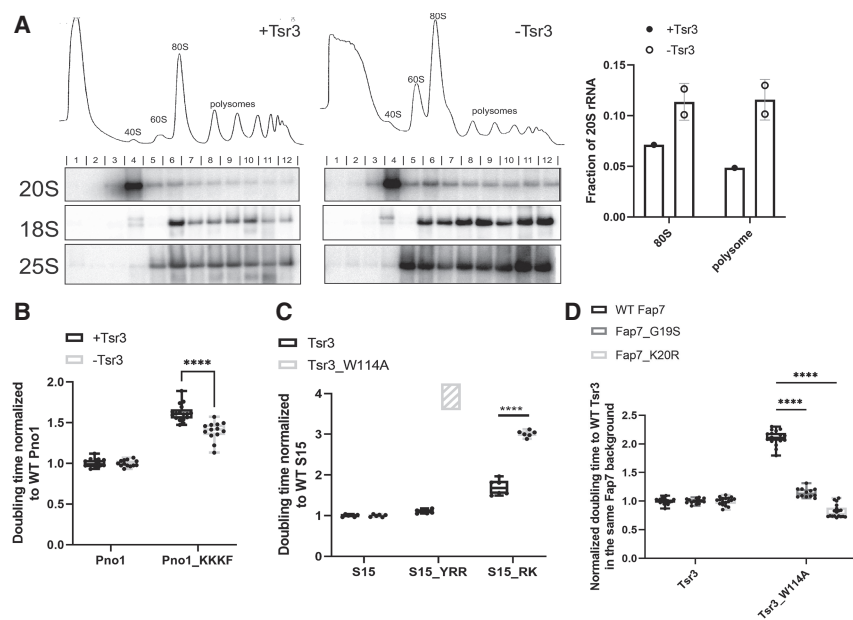 A
+Tsr3
80S
40S
60S
polysomes
1 2 3 4 5 6 7 8 9 10 11 12
20S
18S
25S
-Tsr3
80S
60S
40S
polysomes
1 2 3 4 5 6 7 8 9 10 11 12
+Tsr3
-Tsr3
Fraction of 20S rRNA
0.15
0.10
0.05
0.00
80S
polysome
B
+Tsr3
-Tsr3
Doubling time normalized
to WT Pno1
2.0
1.5
1.0
0.5
0.0
****
Pno1
Pno1_KKKF
C
Tsr3
Tsr3_W114A
Doubling time normalized
to WT S15
4
3
2
1
0
****
S15
S15_YRR
S15_RK
D
WT Fap7
Fap7_G19S
Fap7_K20R
Normalized doubling time to WT Tsr3
in the same Fap7 background
2.5
2.0
1.5
1.0
0.5
0.0
****
****
Tsr3
Tsr3_W114A